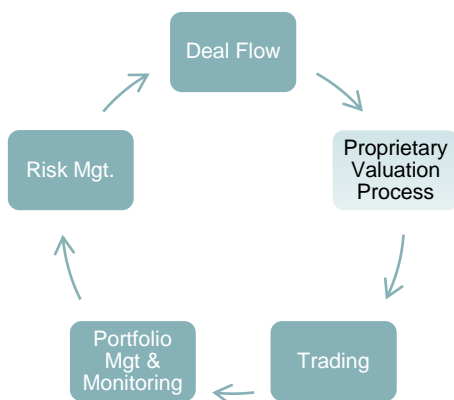 Deal Flow
Proprietary
Valuation
Process
Trading
Portfolio
Mgt &
Monitoring
Risk Mgt.